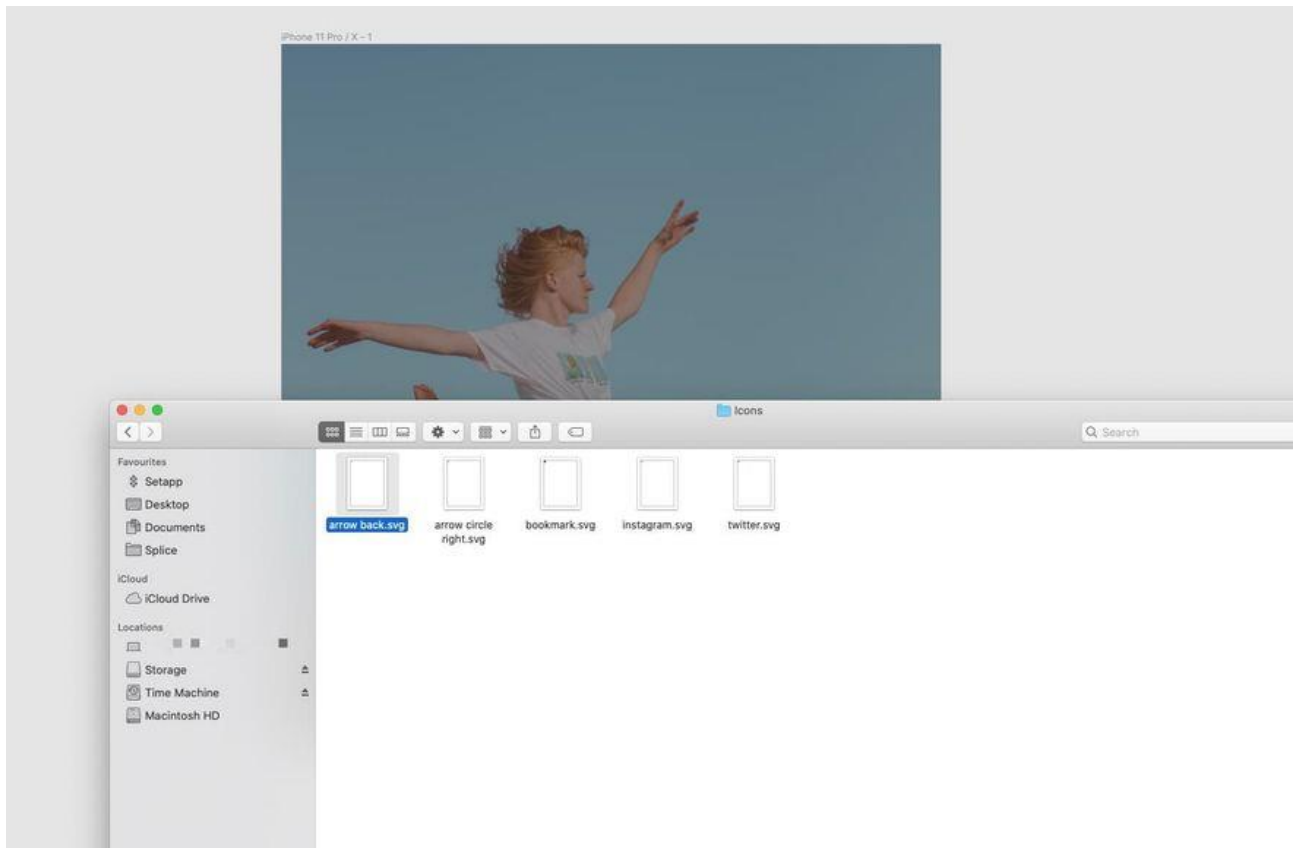 iPhone 11 Pro / X – 1
Icons
Search
Favourites
Setapp
Desktop
Documents
Splice
iCloud
iCloud Drive
Locations
Storage
Time Machine
Macintosh HD
arrow back.svg
arrow circle
right.svg
bookmark.svg
instagram.svg
twitter.svg